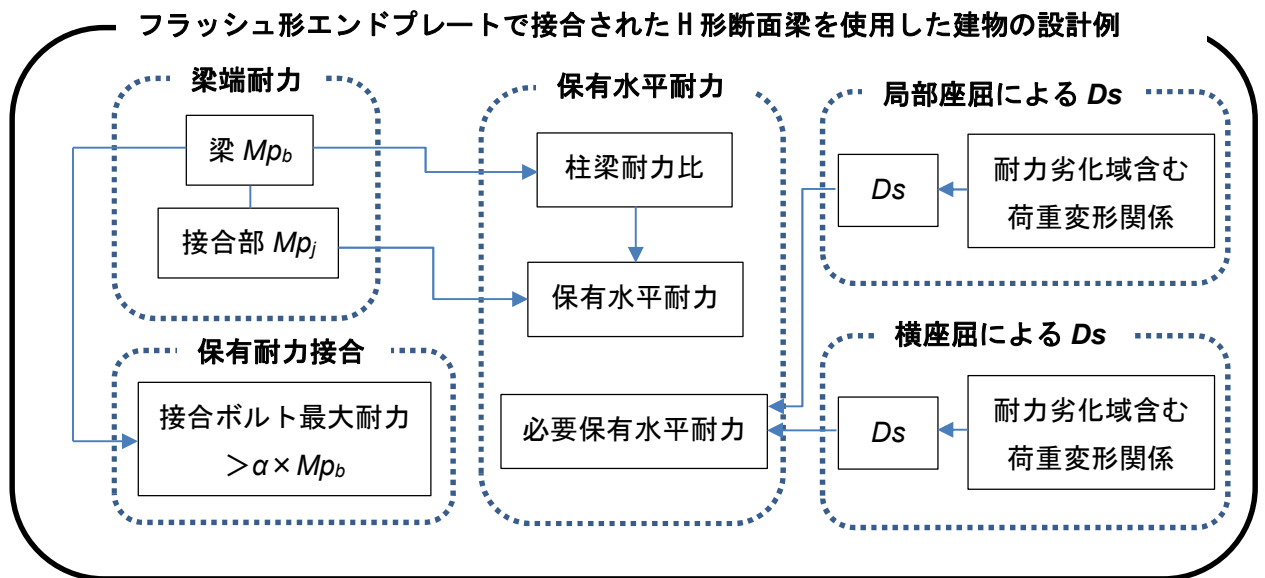 フラッシュ形エンドプレートで接合された H 形断面梁を使用した建物の設計例
梁端耐力
梁 Mpb
接合部 Mpj
保有耐力接合
接合ボルト最大耐力
＞α×Mpb
保有水平耐力
柱梁耐力比
保有水平耐力
必要保有水平耐力
局部座屈による Ds
Ds
耐力劣化域含む
荷重変形関係
横座屈による Ds
Ds
耐力劣化域含む
荷重変形関係